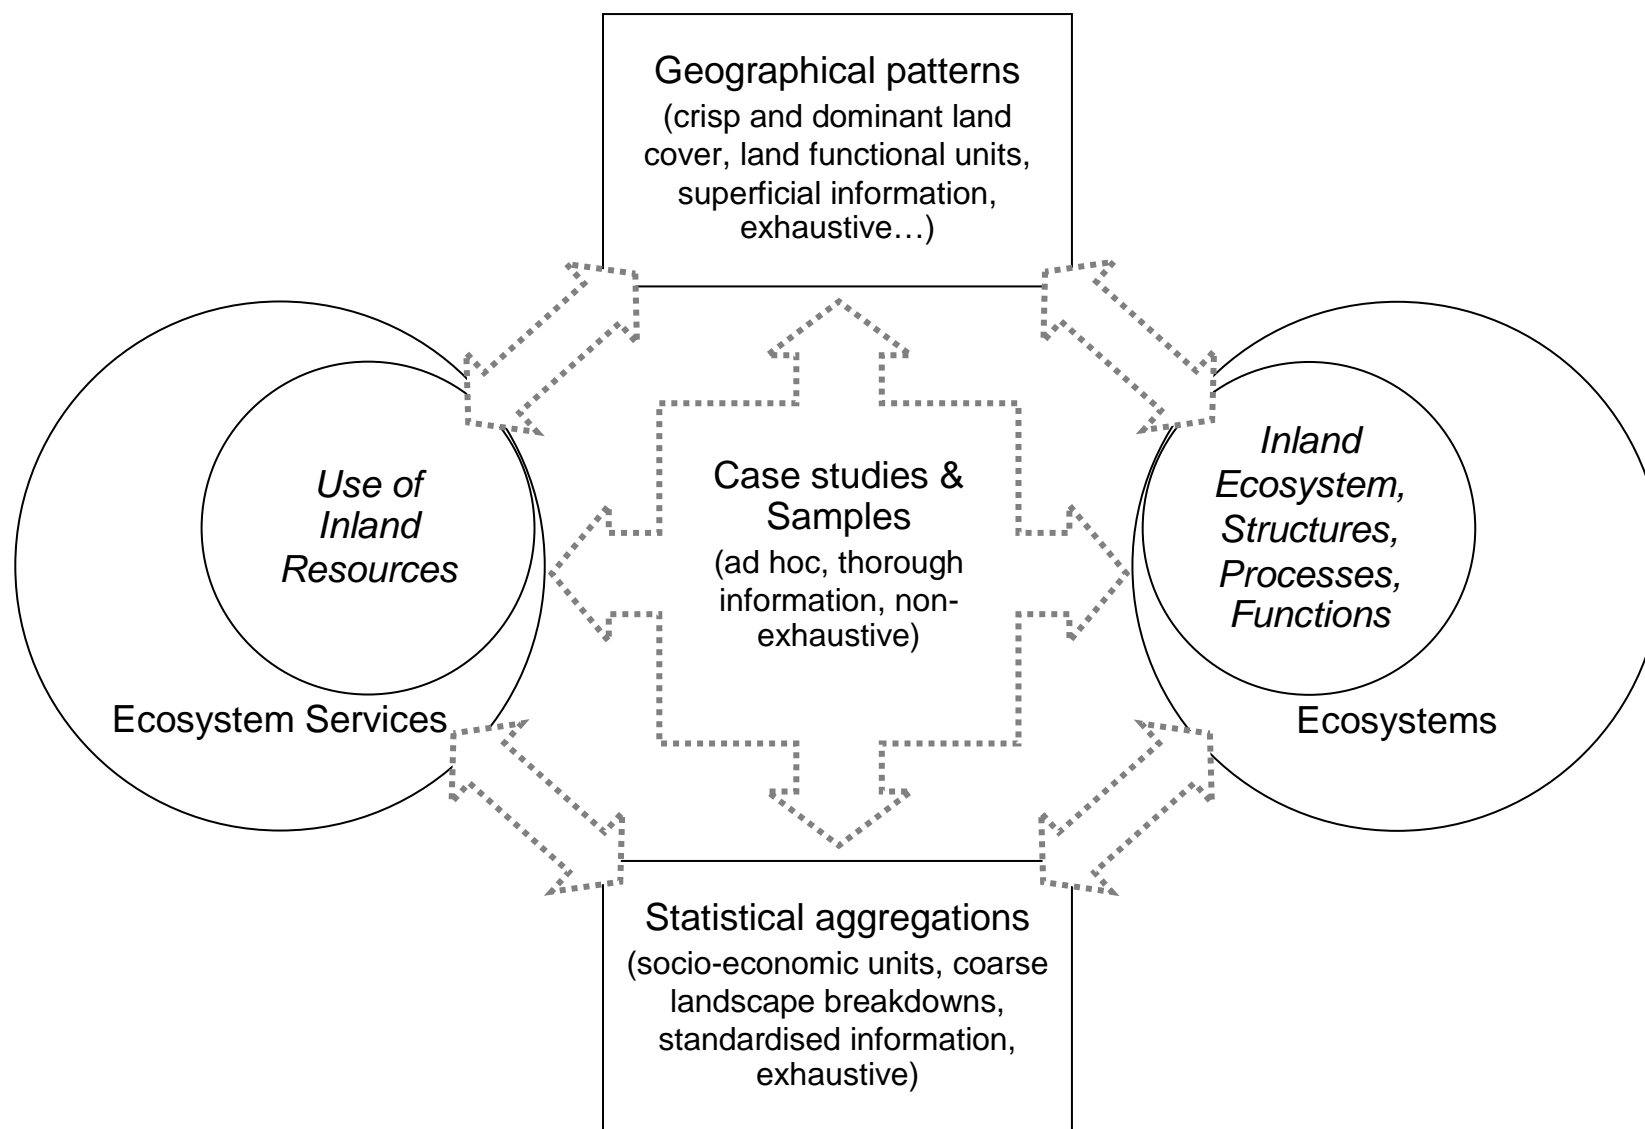 Geographical patterns
(crisp and dominant land
cover, land functional units,
superficial information,
exhaustive…)
Use of
Inland
Resources
Ecosystem Services
Case studies &
Samples
(ad hoc, thorough
information, non-
exhaustive)
Inland
Ecosystem,
Structures,
Processes,
Functions
Ecosystems
Statistical aggregations
(socio-economic units, coarse
landscape breakdowns,
standardised information,
exhaustive)